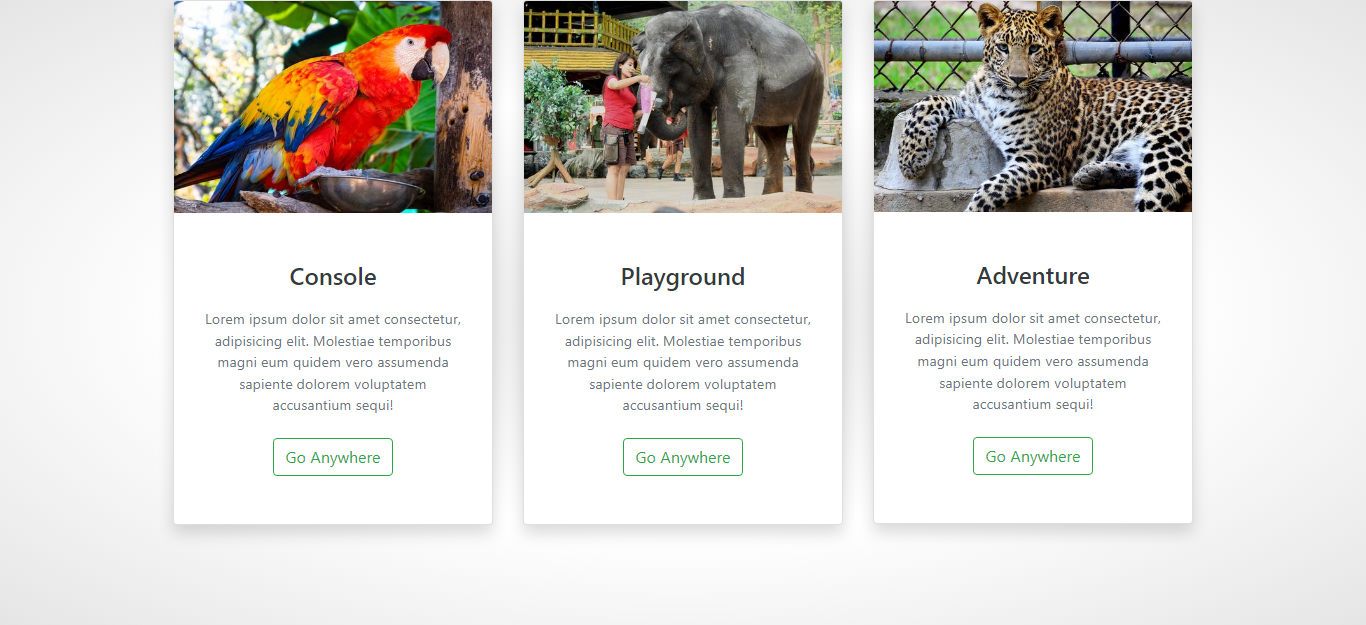 Console
Lorem ipsum dolor sit amet consectetur,
adipisicing elit. Molestiae temporibus
magni eum quidem vero assumenda
sapiente dolorem voluptatem
accusantium sequi!
Go Anywhere
Playground
Lorem ipsum dolor sit amet consectetur,
adipisicing elit. Molestiae temporibus
magni eum quidem vero assumenda
sapiente dolorem voluptatem
accusantium sequi!
Go Anywhere
Adventure
Lorem ipsum dolor sit amet consectetur,
adipisicing elit. Molestiae temporibus
magni eum quidem vero assumenda
sapiente dolorem voluptatem
accusantium sequi!
Go Anywhere